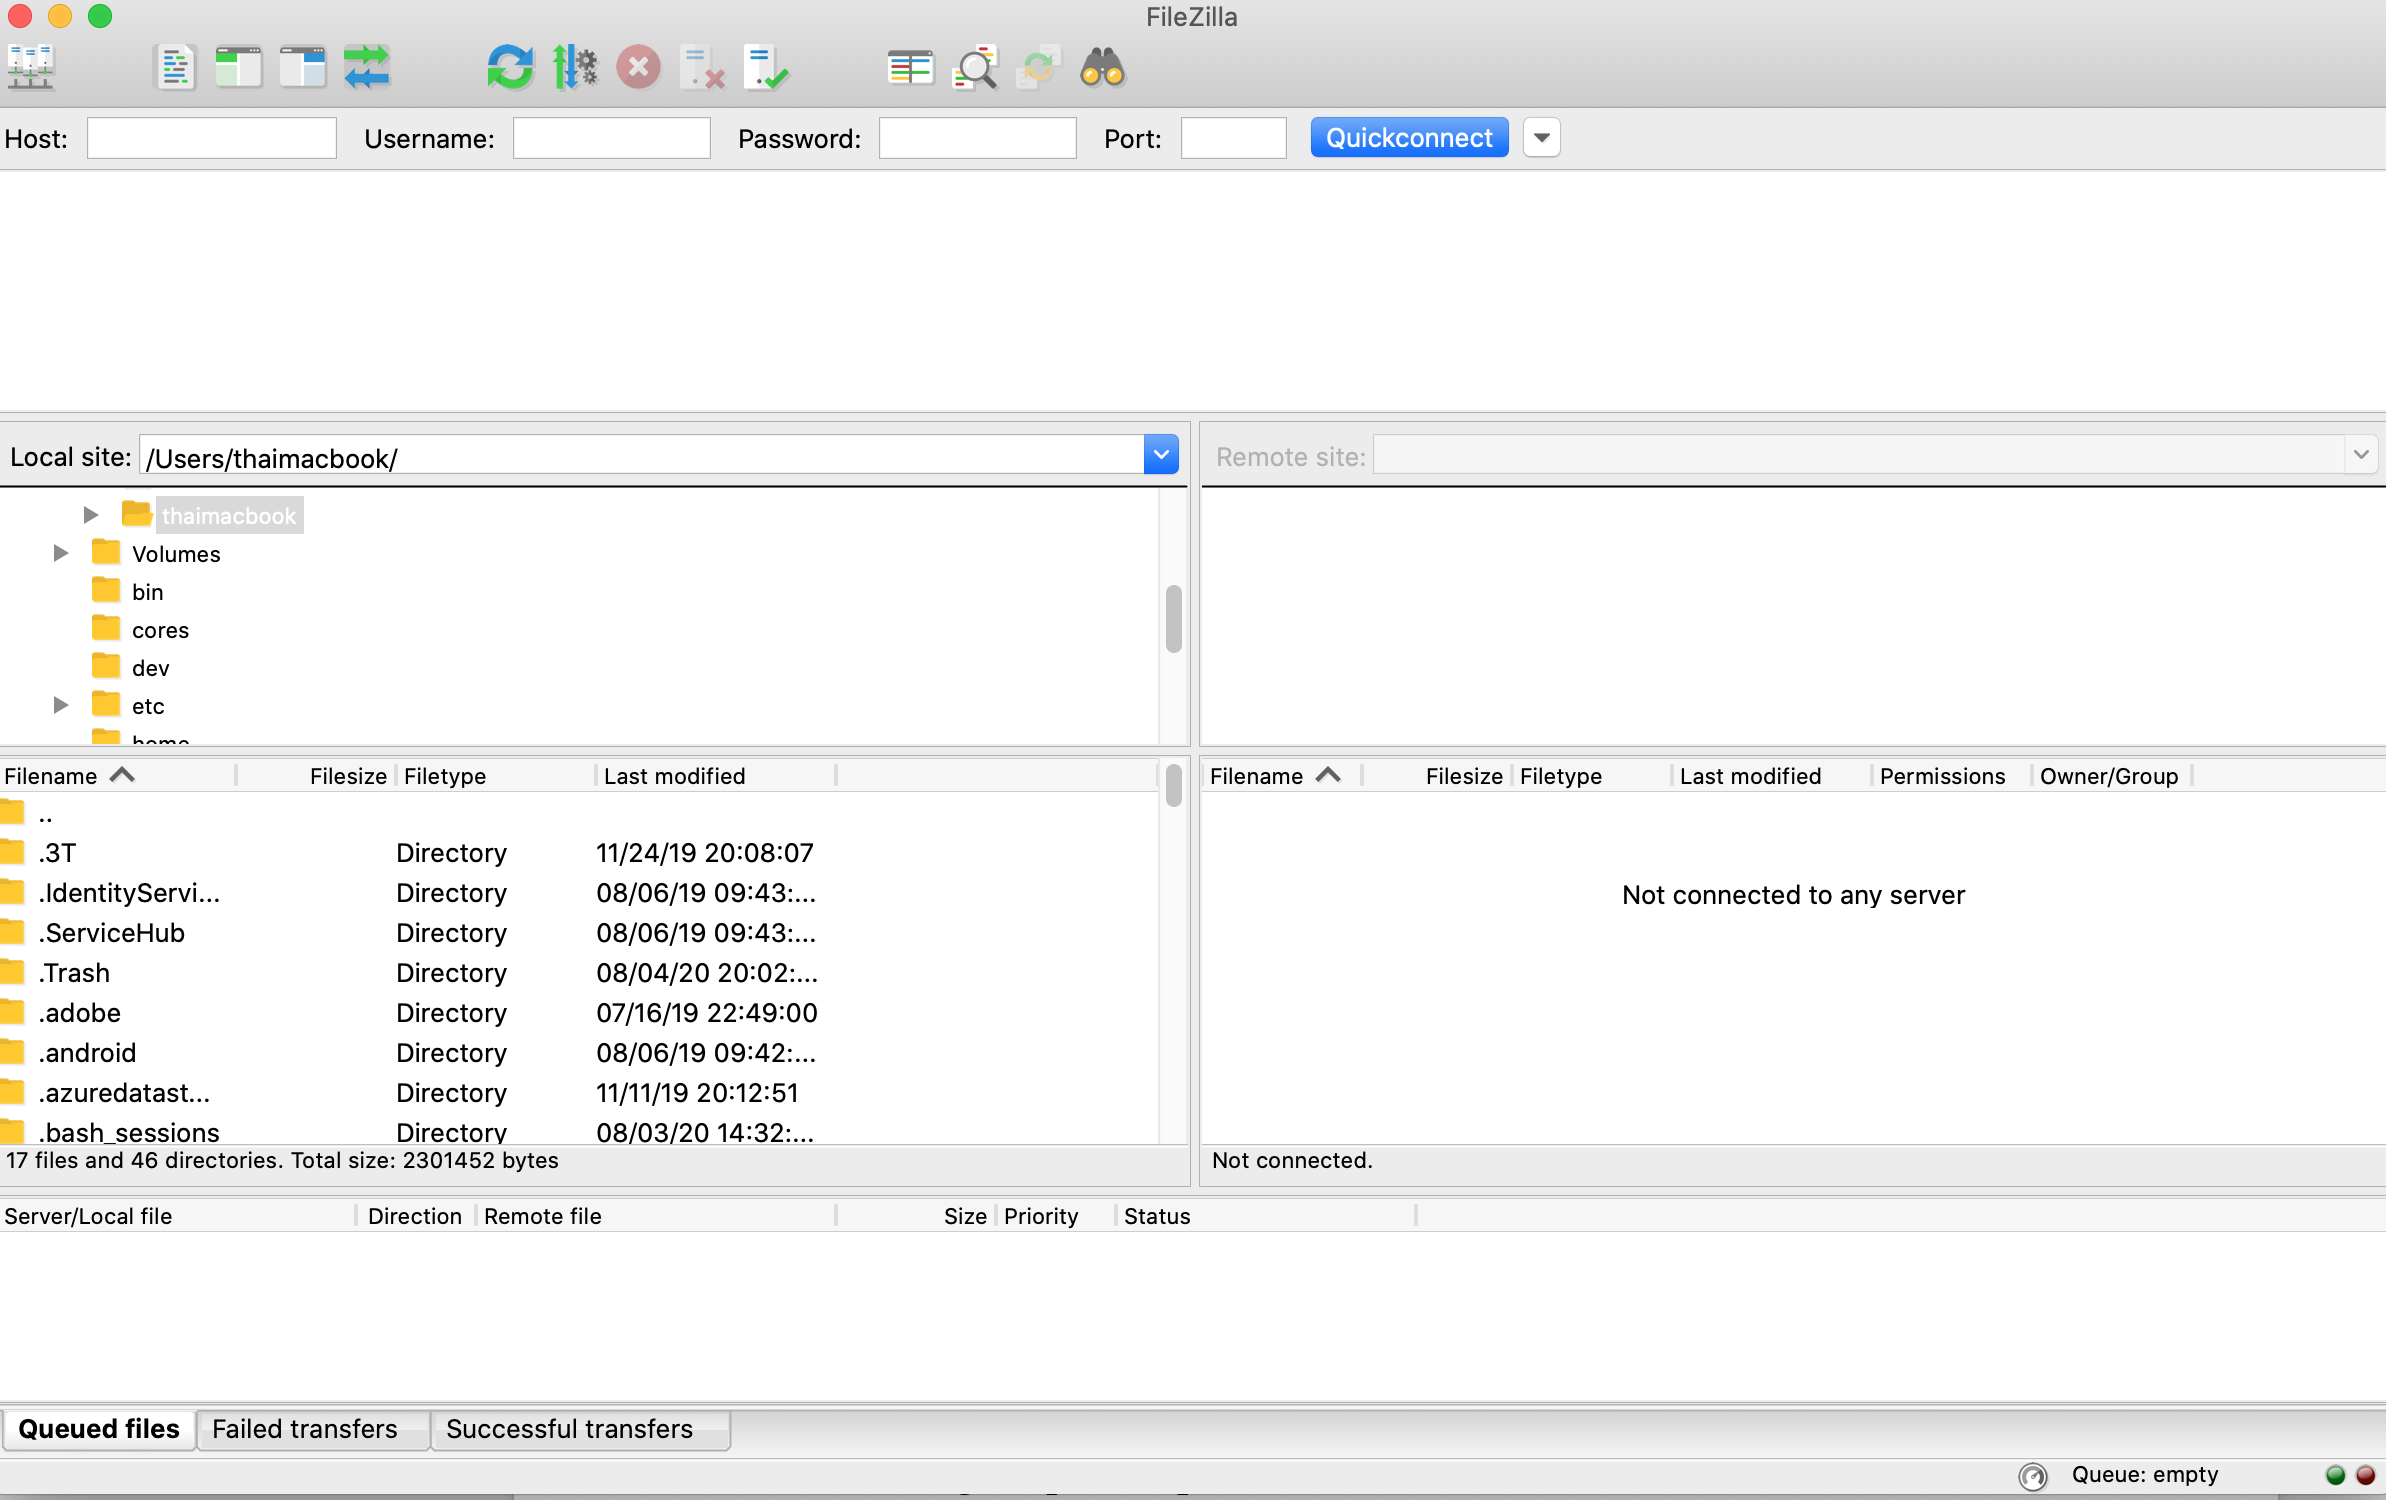 FileZilla
Host: Username: Password: Port: Quickconnect
Local site: /Users/thaimacbook/
Remote site:
thaimacbook
Volumes
bin
cores
dev
etc
home
Filename Filesize Filetype Last modified
..
.3T Directory 11/24/19 20:08:07
.IdentityServi... Directory 08/06/19 09:43:...
.ServiceHub Directory 08/06/19 09:43:...
.Trash Directory 08/04/20 20:02:...
.adobe Directory 07/16/19 22:49:00
.android Directory 08/06/19 09:42:...
.azuredatast... Directory 11/11/19 20:12:51
.bash_sessions Directory 08/03/20 14:32:...
17 files and 46 directories. Total size: 2301452 bytes
Filename Filesize Filetype Last modified Permissions Owner/Group
Not connected to any server
Not connected.
Server/Local file Direction Remote file Size Priority Status
Queued files Failed transfers Successful transfers
Queue: empty